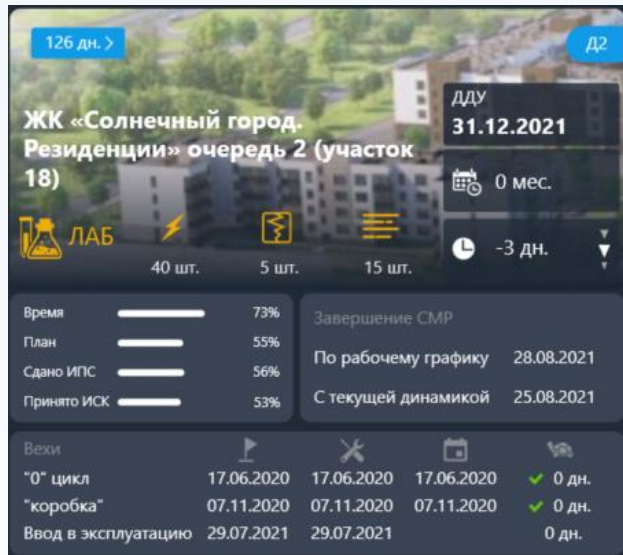 126 дн. >
Д2
ЖК «Солнечный город.
Резиденции» очередь 2 (участок
18)
ДДУ
31.12.2021
0 мес.
-3 дн.
ЛАБ
40 шт.
5 шт.
15 шт.
Время 73%
План 55%
Сдано ИПС 56%
Принято ИСК 53%
Завершение СМР
По рабочему графику 28.08.2021
С текущей динамикой 25.08.2021
Вехи
"0" цикл 17.06.2020 17.06.2020 17.06.2020 0 дн.
"коробка" 07.11.2020 07.11.2020 07.11.2020 0 дн.
Ввод в эксплуатацию 29.07.2021 29.07.2021 0 дн.